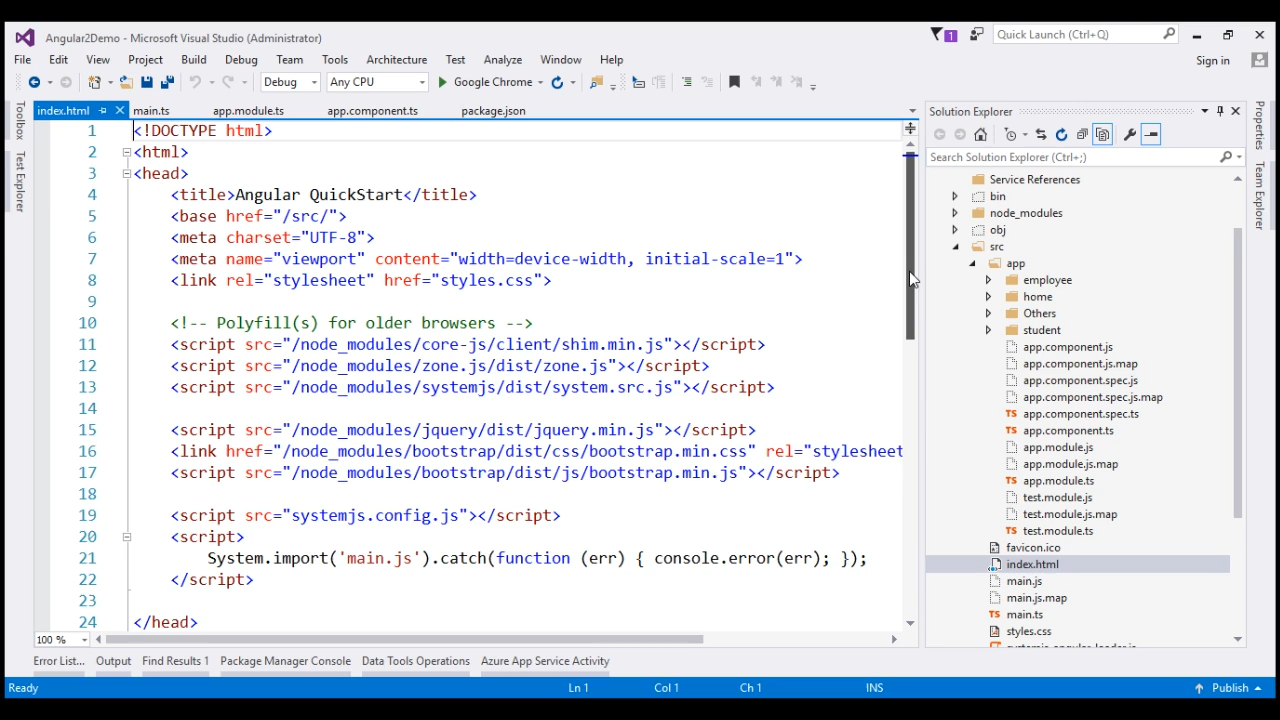 Angular2Demo - Microsoft Visual Studio (Administrator)
1
Quick Launch (Ctrl+Q)
File Edit View Project Build Debug Team Tools Architecture Test Analyze Window Help
Sign in
Debug Any CPU Google Chrome
Toolbox
Test Explorer
index.html main.ts app.module.ts app.component.ts package.json
1 <!DOCTYPE html>
2 <html>
3 <head>
4 <title>Angular QuickStart</title>
5 <base href="/src/">
6 <meta charset="UTF-8">
7 <meta name="viewport" content="width=device-width, initial-scale=1">
8 <link rel="stylesheet" href="styles.css">
9
10 <!-- Polyfill(s) for older browsers -->
11 <script src="/node_modules/core-js/client/shim.min.js"></script>
12 <script src="/node_modules/zone.js/dist/zone.js"></script>
13 <script src="/node_modules/systemjs/dist/system.src.js"></script>
14
15 <script src="/node_modules/jquery/dist/jquery.min.js"></script>
16 <link href="/node_modules/bootstrap/dist/css/bootstrap.min.css" rel="stylesheet
17 <script src="/node_modules/bootstrap/dist/js/bootstrap.min.js"></script>
18
19 <script src="systemjs.config.js"></script>
20 <script>
21 System.import('main.js').catch(function (err) { console.error(err); });
22 </script>
23
24 </head>
100 %
Solution Explorer
Search Solution Explorer (Ctrl+;)
Service References
bin
node_modules
obj
src
app
employee
home
Others
student
app.component.js
app.component.js.map
app.component.spec.js
app.component.spec.js.map
TS app.component.spec.ts
TS app.component.ts
app.module.js
app.module.js.map
TS app.module.ts
test.module.js
test.module.js.map
TS test.module.ts
favicon.ico
index.html
main.js
main.js.map
TS main.ts
styles.css
Properties
Team Explorer
Error List... Output Find Results 1 Package Manager Console Data Tools Operations Azure App Service Activity
Ready Ln 1 Col 1 Ch 1 INS Publish